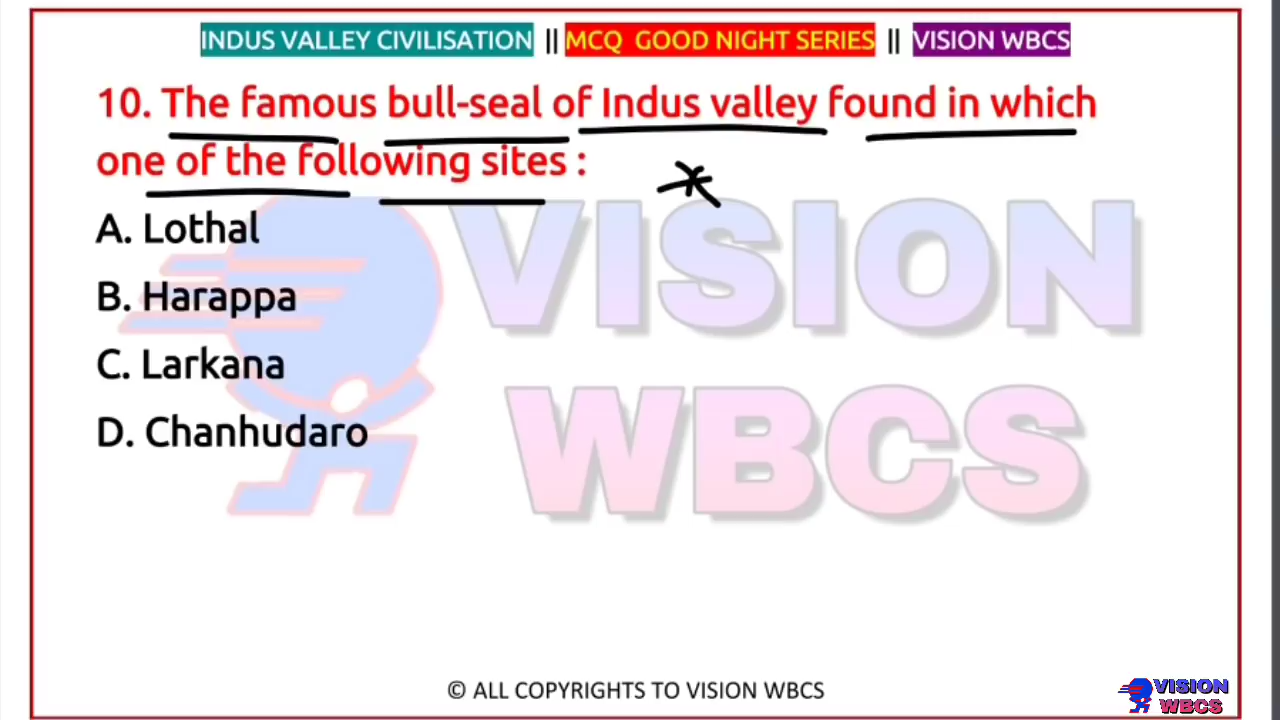 INDUS VALLEY CIVILISATION || MCQ GOOD NIGHT SERIES || VISION WBCS
10. The famous bull-seal of Indus valley found in which
one of the following sites :
A. Lothal
B. Harappa
C. Larkana
D. Chanhudaro
VISION
WBCS
© ALL COPYRIGHTS TO VISION WBCS
VISION
WBCS